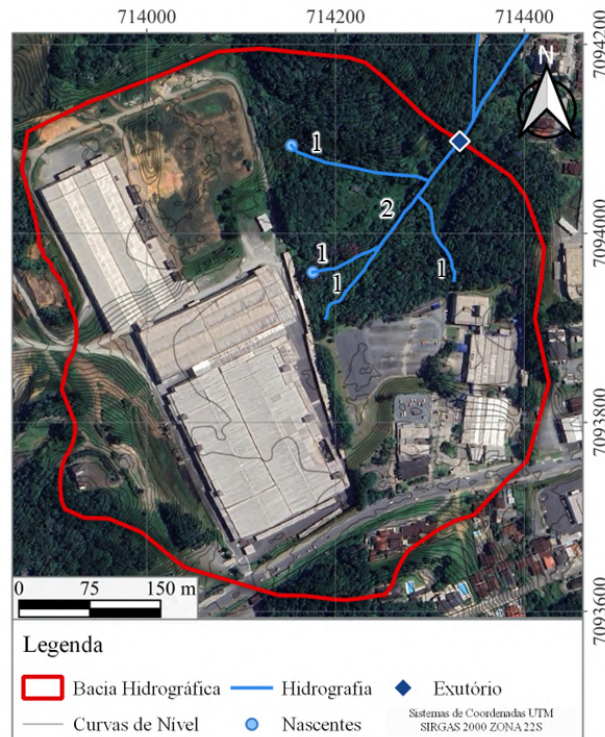 714000 714200 714400
7094200
N
1
7094000
2
1
1
1
7093800
0 75 150 m
7093600
Legenda
Bacia Hidrográfica Hidrografia Exutório
Curvas de Nível Nascentes
Sistemas de Coordenadas UTM
SIRGAS 2000 ZONA 22S